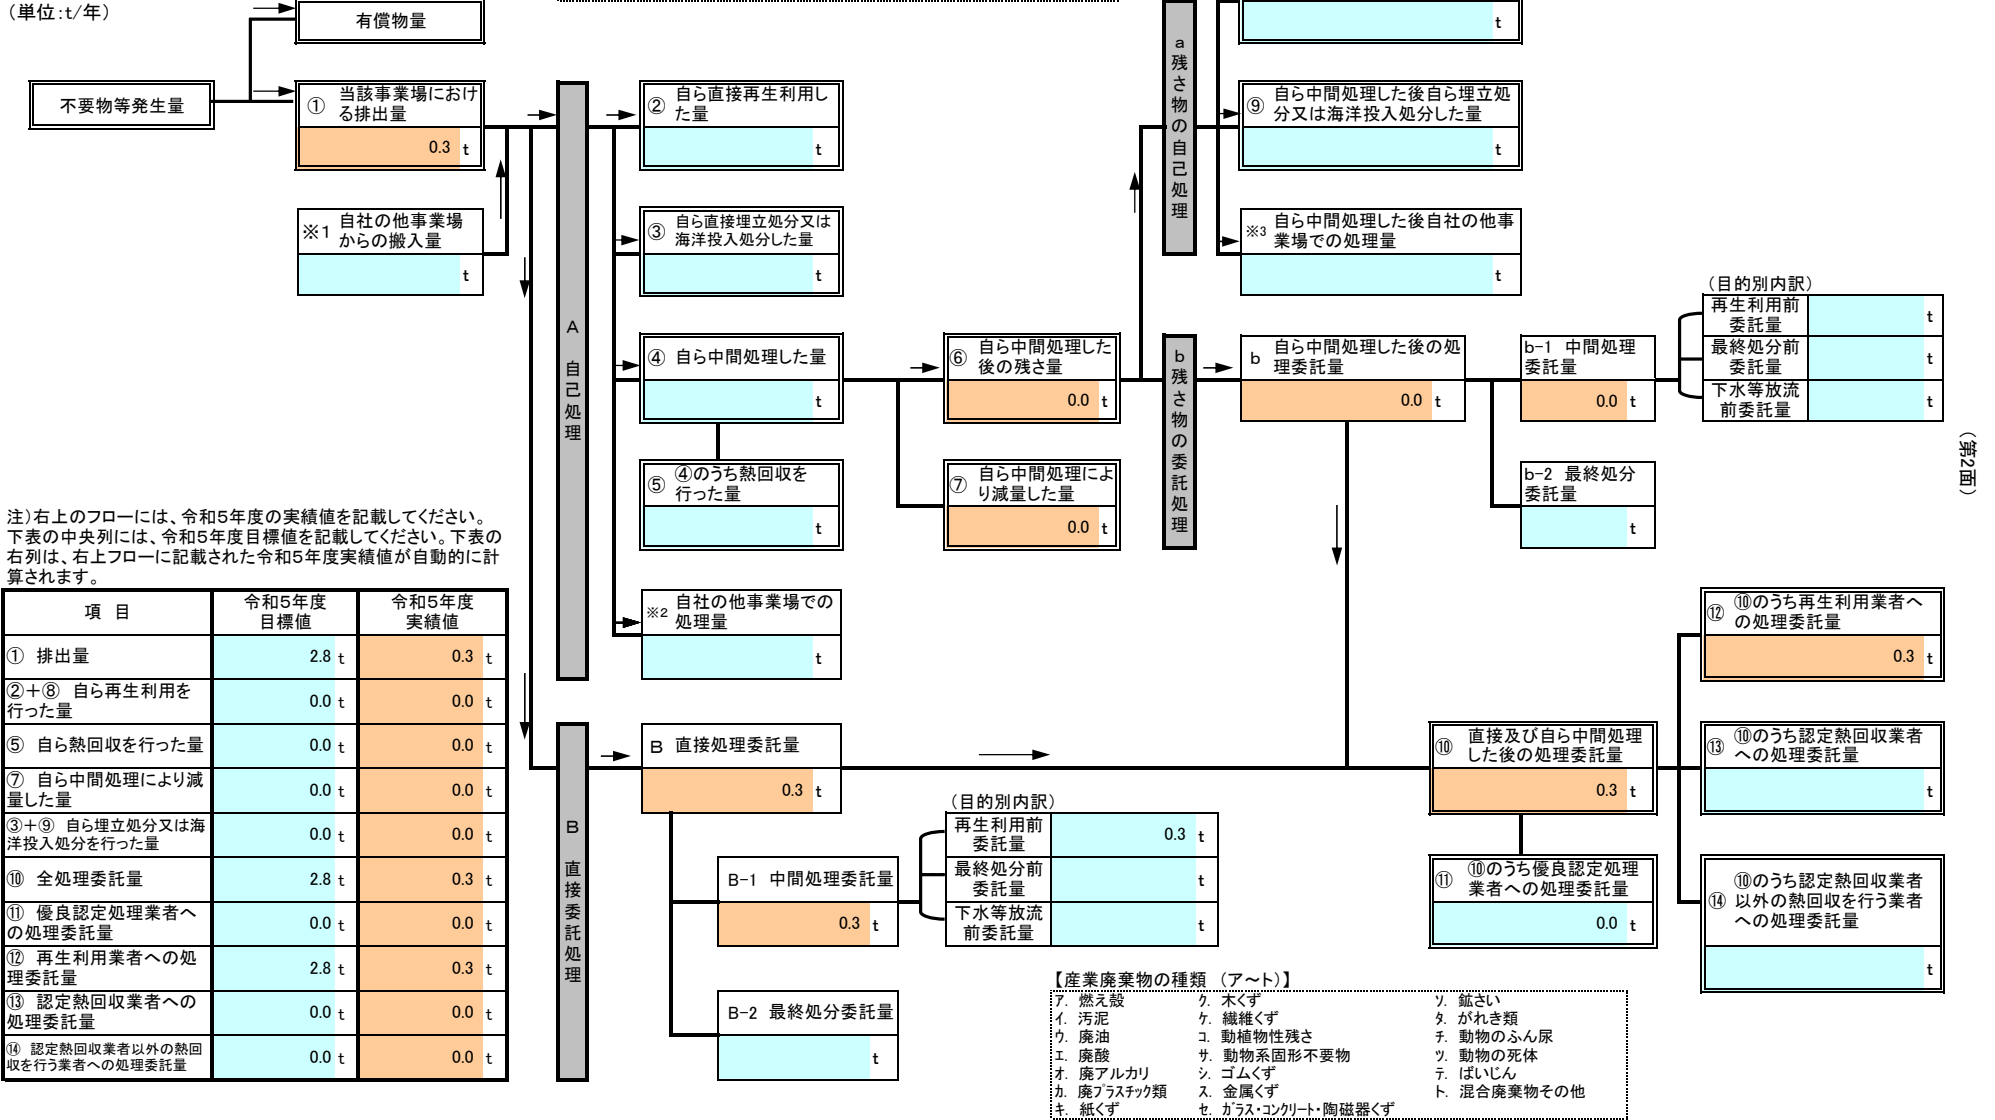 （単位：t/年）
有償物量
不要物等発生量
① 当該事業場におけ
る排出量
0.3 t
※1 自社の他事業場
からの搬入量
t
A 自己処理
② 自ら直接再生利用し
た量
t
③ 自ら直接埋立処分又は
海洋投入処分した量
t
④ 自ら中間処理した量
t
⑤ ④のうち熱回収を
行った量
t
※2 自社の他事業場での
処理量
t
⑥ 自ら中間処理した
後の残さ量
0.0 t
⑦ 自ら中間処理によ
り減量した量
0.0 t
a 残さ物の自己処理
t
⑨ 自ら中間処理した後自ら埋立処
分又は海洋投入処分した量
t
※3 自ら中間処理した後自社の他事
業場での処理量
t
b 残さ物の委託処理
b 自ら中間処理した後の処
理委託量
0.0 t
b-1 中間処理
委託量
0.0 t
b-2 最終処分
委託量
t
（目的別内訳）
再生利用前
委託量
t
最終処分前
委託量
t
下水等放流
前委託量
t
（第2面）
注）右上のフローには、令和5年度の実績値を記載してください。
下表の中央列には、令和5年度目標値を記載してください。下表の
右列は、右上フローに記載された令和5年度実績値が自動的に計
算されます。
項 目 令和5年度 目標値 令和5年度 実績値
① 排出量 2.8 t 0.3 t
②＋⑧ 自ら再生利用を
行った量 0.0 t 0.0 t
⑤ 自ら熱回収を行った量 0.0 t 0.0 t
⑦ 自ら中間処理により減
量した量 0.0 t 0.0 t
③＋⑨ 自ら埋立処分又は海
洋投入処分を行った量 0.0 t 0.0 t
⑩ 全処理委託量 2.8 t 0.3 t
⑪ 優良認定処理業者へ
の処理委託量 0.0 t 0.0 t
⑫ 再生利用業者への処
理委託量 2.8 t 0.3 t
⑬ 認定熱回収業者への
処理委託量 0.0 t 0.0 t
⑭ 認定熱回収業者以外の熱回
収を行う業者への処理委託量 0.0 t 0.0 t
B 直接委託処理
B 直接処理委託量
0.3 t
B-1 中間処理委託量
0.3 t
B-2 最終処分委託量
t
（目的別内訳）
再生利用前
委託量
0.3 t
最終処分前
委託量
t
下水等放流
前委託量
t
⑩ 直接及び自ら中間処理
した後の処理委託量
0.3 t
⑪ ⑩のうち優良認定処理
業者への処理委託量
0.0 t
⑫ ⑩のうち再生利用業者へ
の処理委託量
0.3 t
⑬ ⑩のうち認定熱回収業者
への処理委託量
t
⑭ ⑩のうち認定熱回収業者
以外の熱回収を行う業者
への処理委託量
t
【産業廃棄物の種類 （ア～ト）】
ア. 燃え殻 ク. 木くず ソ. 鉱さい
イ. 汚泥 ケ. 繊維くず タ. がれき類
ウ. 廃油 コ. 動植物性残さ チ. 動物のふん尿
エ. 廃酸 サ. 動物系固形不要物 ツ. 動物の死体
オ. 廃アルカリ シ. ゴムくず テ. ばいじん
カ. 廃プラスチック類 ス. 金属くず ト. 混合廃棄物その他
キ. 紙くず セ. ガラス・コンクリート・陶磁器くず